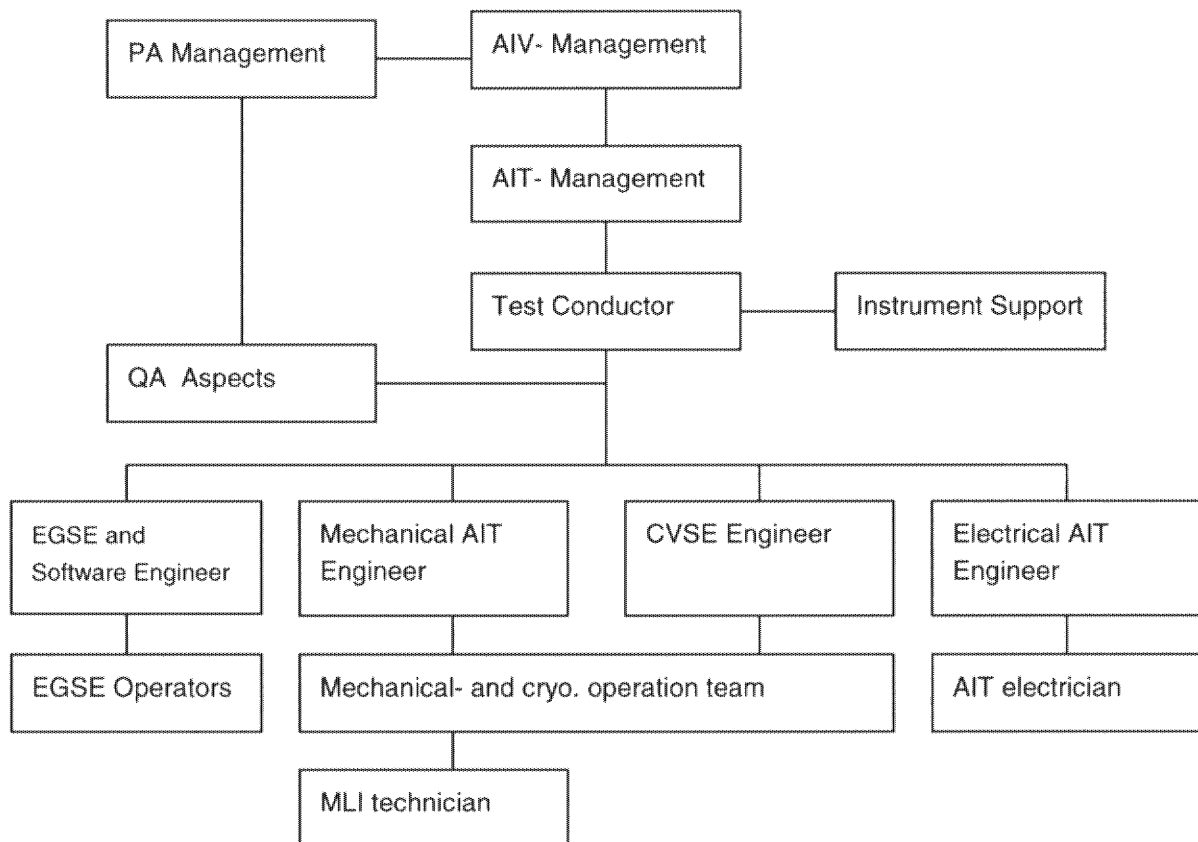 PA Management
AIV- Management
AIT- Management
Test Conductor
Instrument Support
QA Aspects
EGSE and
Software Engineer
Mechanical AIT
Engineer
CVSE Engineer
Electrical AIT
Engineer
EGSE Operators
Mechanical- and cryo. operation team
AIT electrician
MLI technician